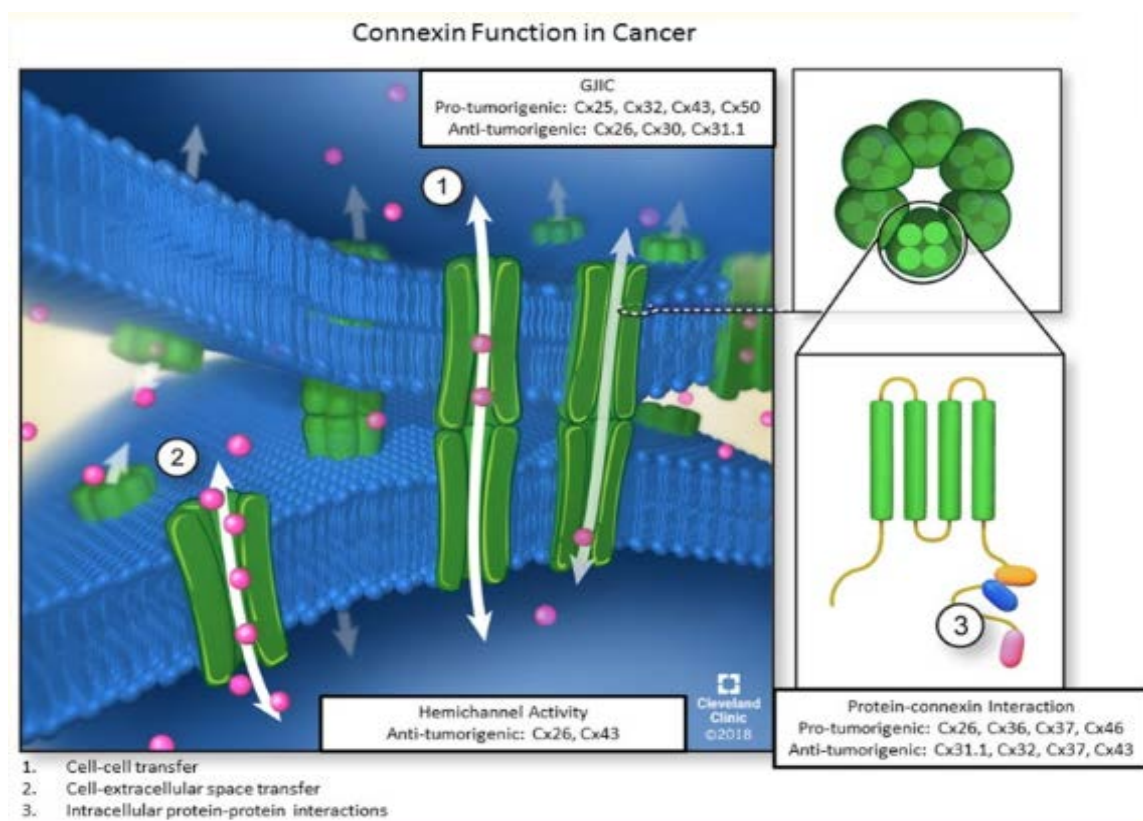 Connexin Function in Cancer
GJIC
Pro-tumorigenic: Cx25, Cx32, Cx43, Cx50
Anti-tumorigenic: Cx26, Cx30, Cx31.1
1
2
3
Hemichannel Activity
Anti-tumorigenic: Cx26, Cx43
Cleveland
Clinic
©2018
Protein-connexin Interaction
Pro-tumorigenic: Cx26, Cx36, Cx37, Cx46
Anti-tumorigenic: Cx31.1, Cx32, Cx37, Cx43
1. Cell-cell transfer
2. Cell-extracellular space transfer
3. Intracellular protein-protein interactions